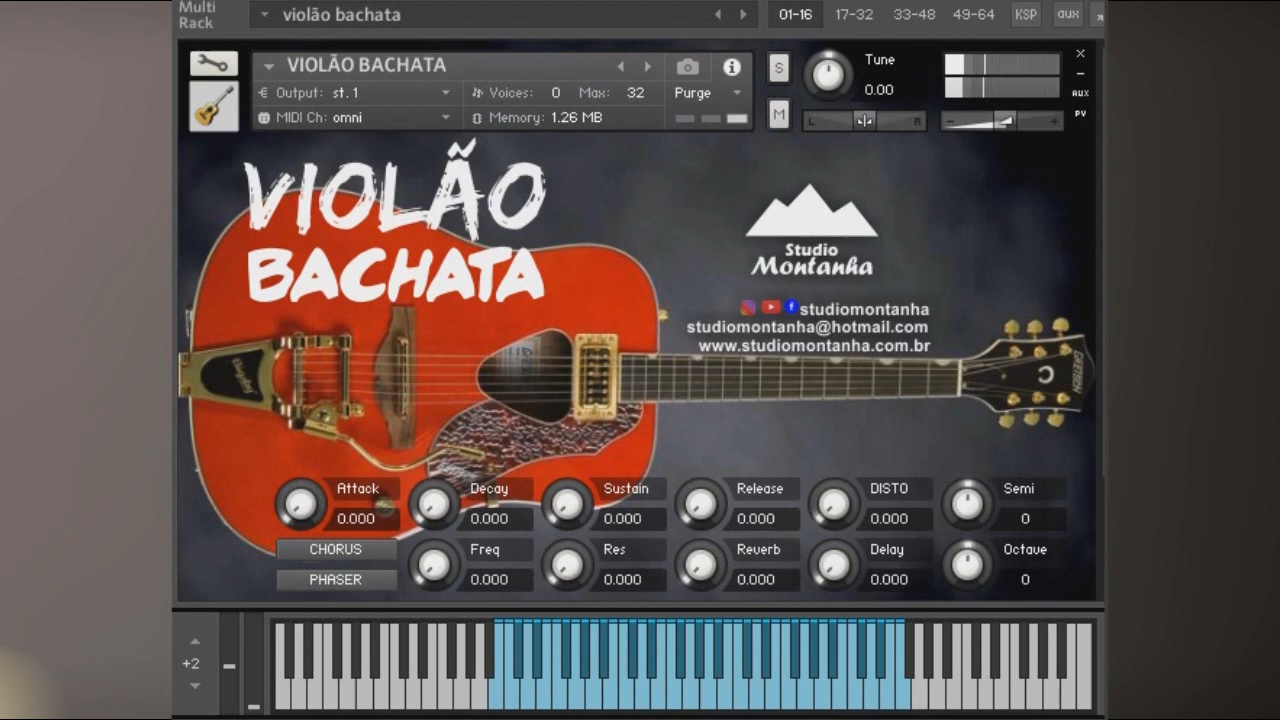 Multi
Rack
violão bachata
01-16 17-32 33-48 49-64 KSP aux
VIOLÃO BACHATA
Output: st. 1
Voices: 0 Max: 32
Purge
MIDI Ch: omni
Memory: 1.26 MB
S
M
Tune
0.00
L R
AUX
PV
VIOLÃO
BACHATA
Studio
Montanha
studiomontanha
studiomontanha@hotmail.com
www.studiomontanha.com.br
GRETSCH
Attack Decay Sustain Release DISTO Semi
0.000 0.000 0.000 0.000 0.000 0
CHORUS Freq Res Reverb Delay Octave
PHASER 0.000 0.000 0.000 0.000 0
+2